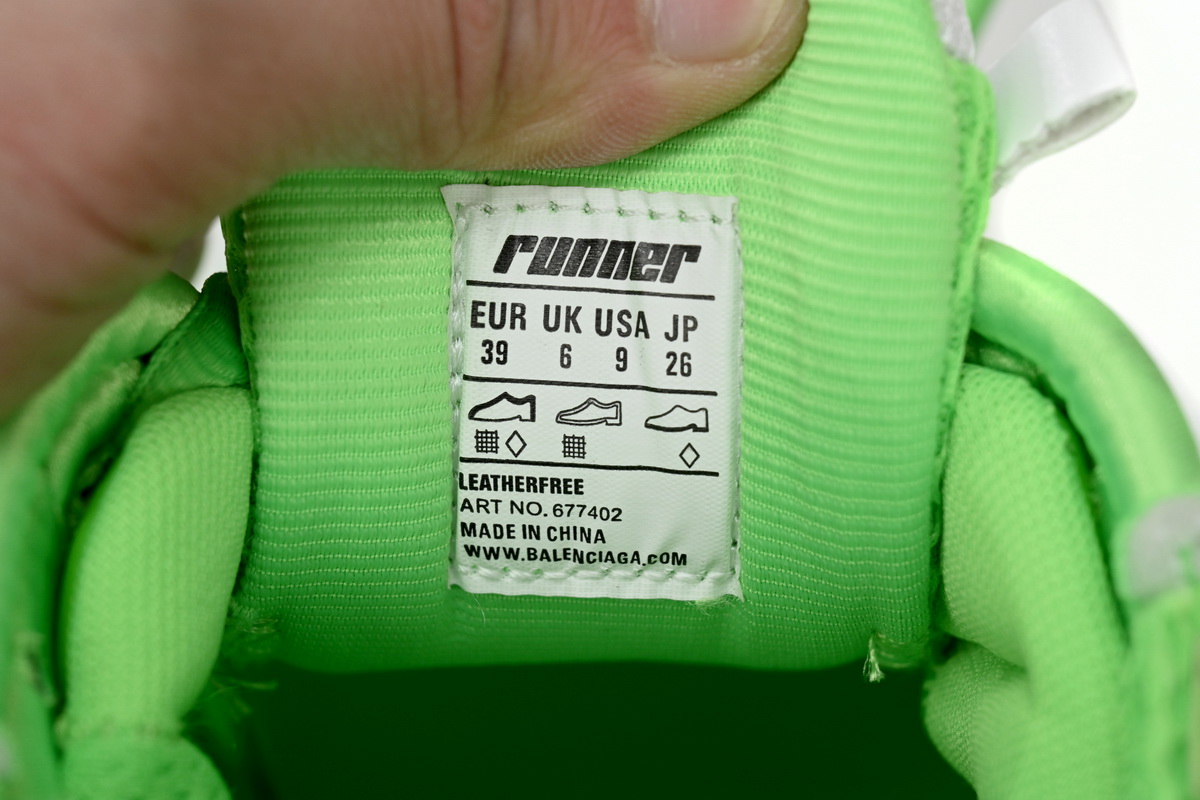 runner
EUR UK USA JP
39 6 9 26
LEATHERFREE
ART NO. 677402
MADE IN CHINA
WWW.BALENCIAGA.COM